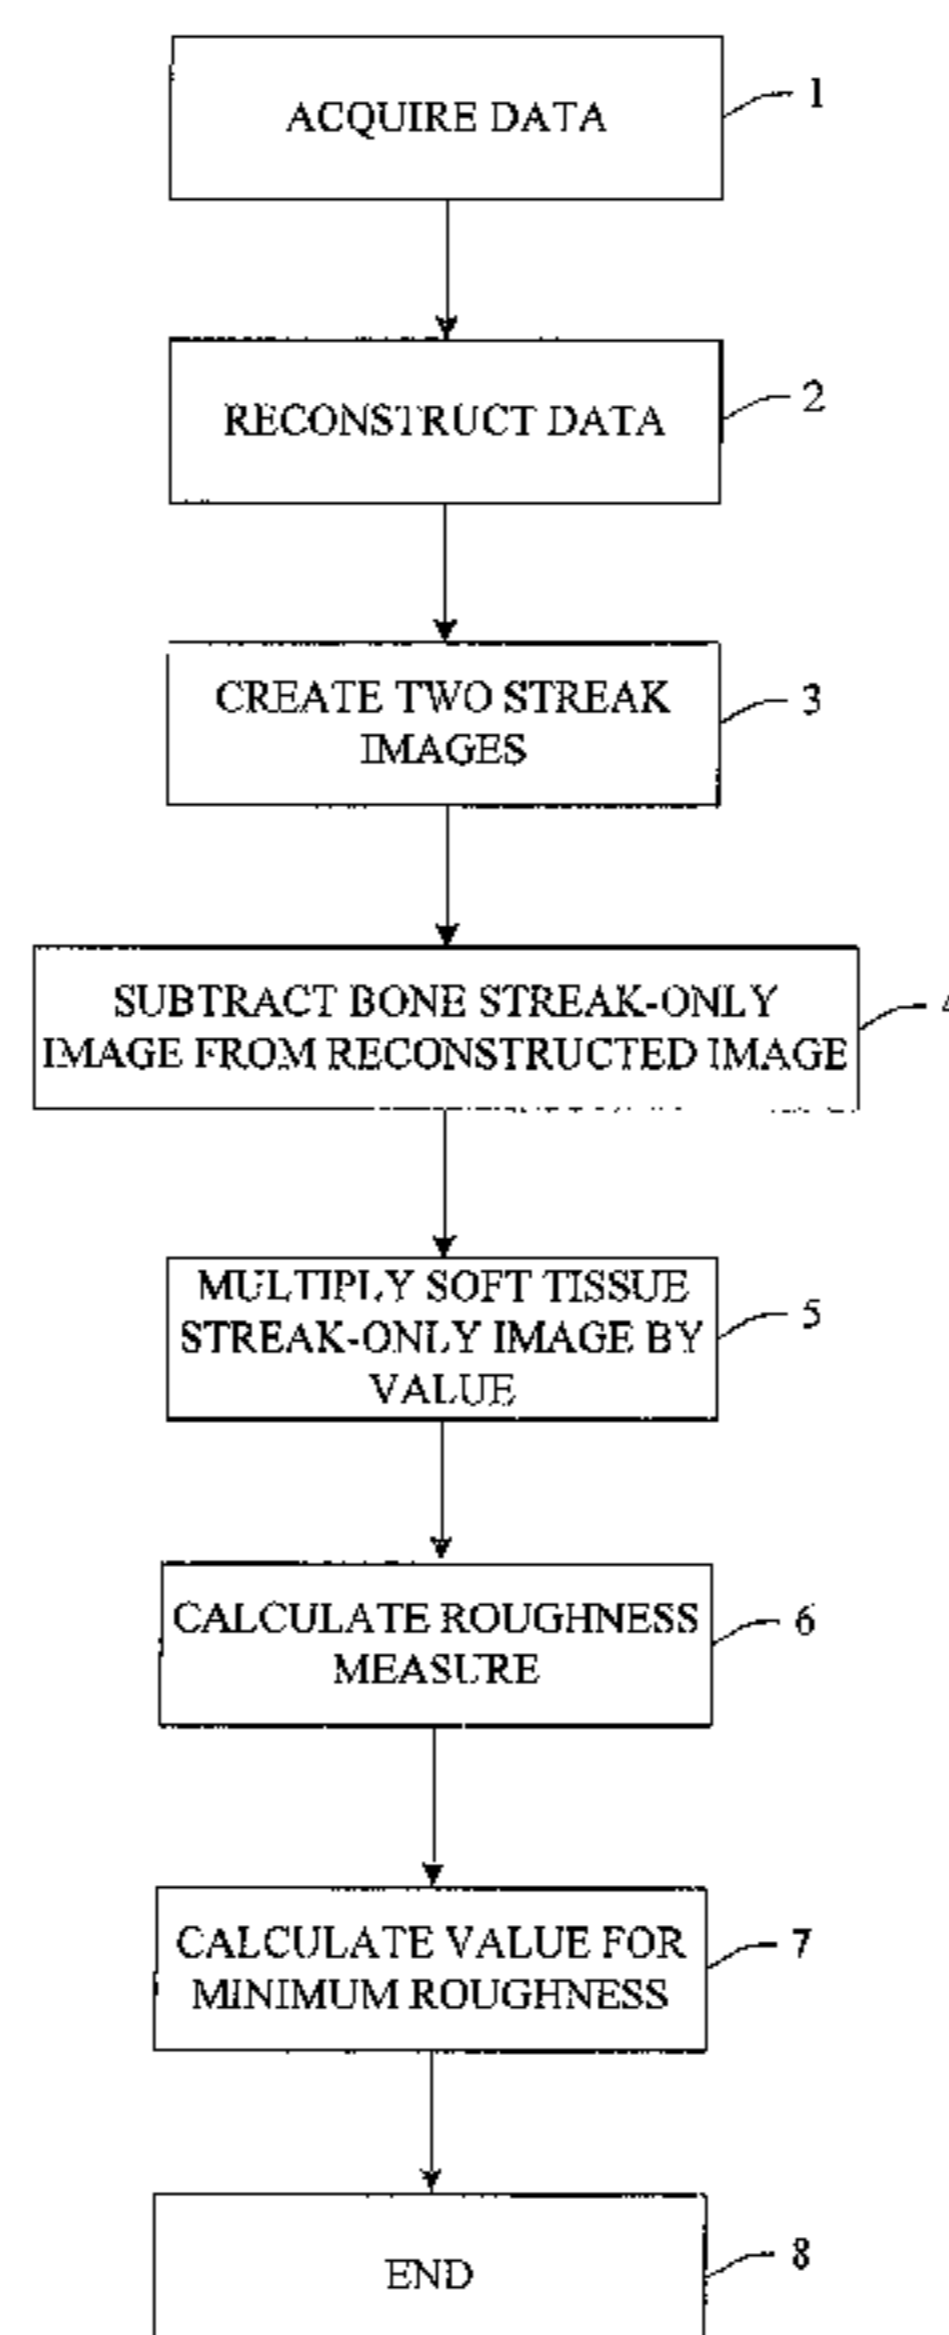 ACQUIRE DATA
1
RECONSTRUCT DATA
2
CREATE TWO STREAK
IMAGES
3
SUBTRACT BONE STREAK-ONLY
IMAGE FROM RECONSTRUCTED IMAGE
4
MULTIPLY SOFT TISSUE
STREAK-ONLY IMAGE BY
VALUE
5
CALCULATE ROUGHNESS
MEASURE
6
CALCULATE VALUE FOR
MINIMUM ROUGHNESS
7
END
8